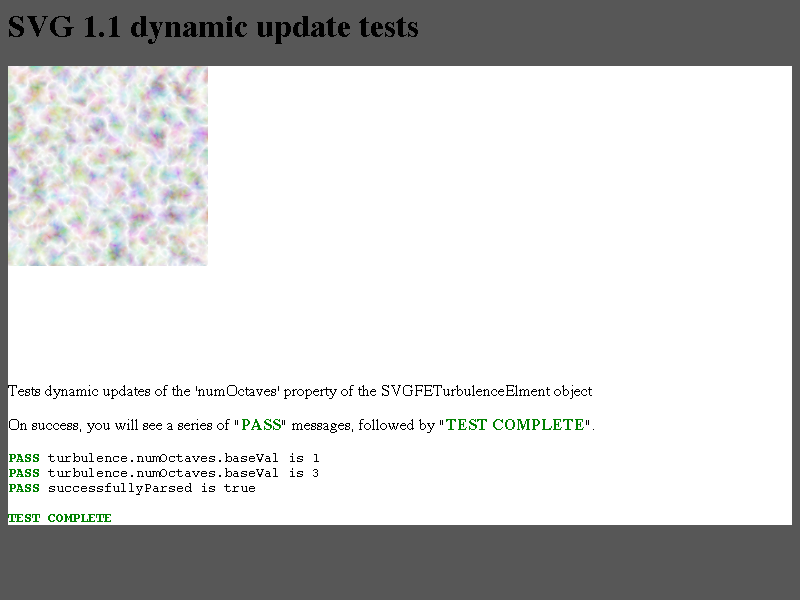 SVG 1.1 dynamic update tests
Tests dynamic updates of the 'numOctaves' property of the SVGFETurbulenceElment object
On success, you will see a series of "PASS" messages, followed by "TEST COMPLETE".
PASS turbulence.numOctaves.baseVal is 1
PASS turbulence.numOctaves.baseVal is 3
PASS successfullyParsed is true
TEST COMPLETE